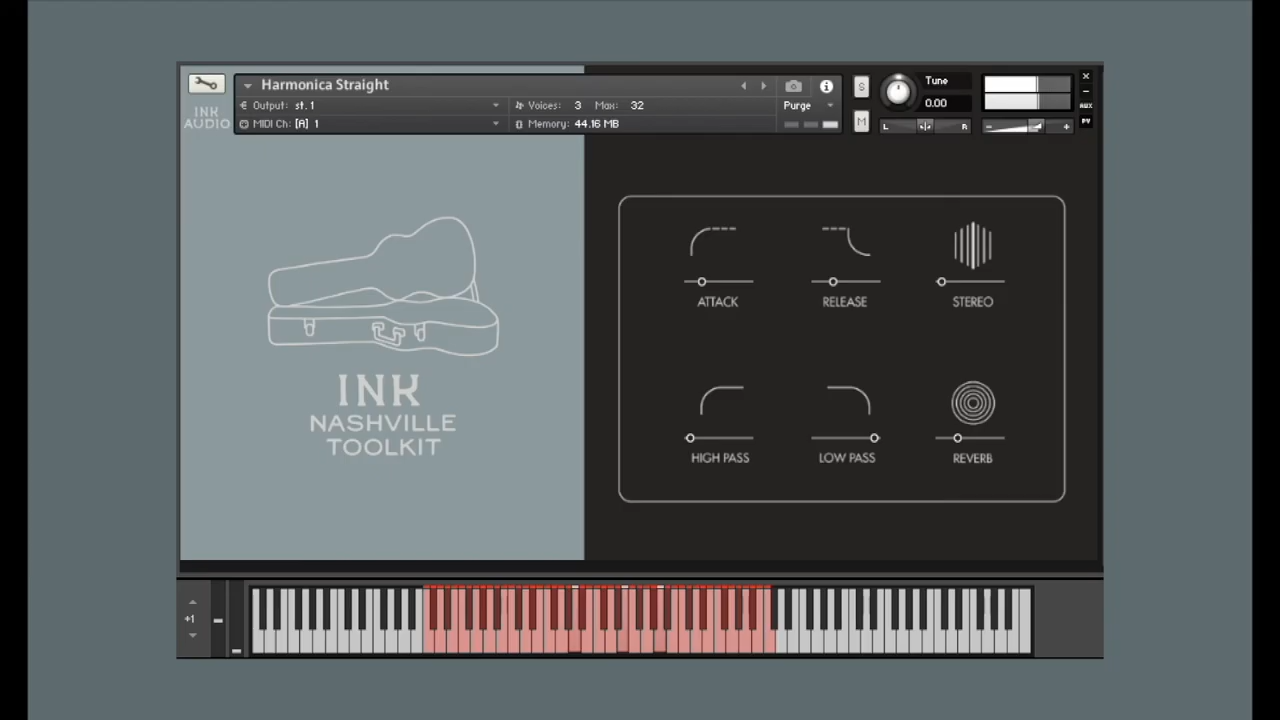 Harmonica Straight
Output: st. 1
Voices: 3 Max: 32
Purge
MIDI Ch: [A] 1
Memory: 44.16 MB
S
M
Tune
0.00
L R
- +
×
-
AUX
PV
INK
AUDIO
INK
NASHVILLE
TOOLKIT
ATTACK
RELEASE
STEREO
HIGH PASS
LOW PASS
REVERB
+1